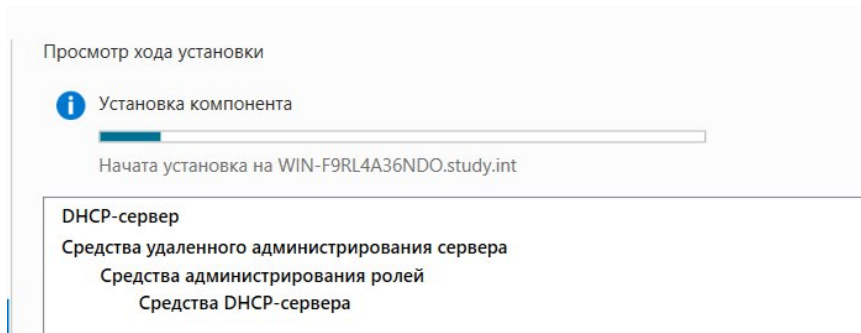 Просмотр хода установки
Установка компонента
Начата установка на WIN-F9RL4A36NDO.study.int
DHCP-сервер
Средства удаленного администрирования сервера
Средства администрирования ролей
Средства DHCP-сервера